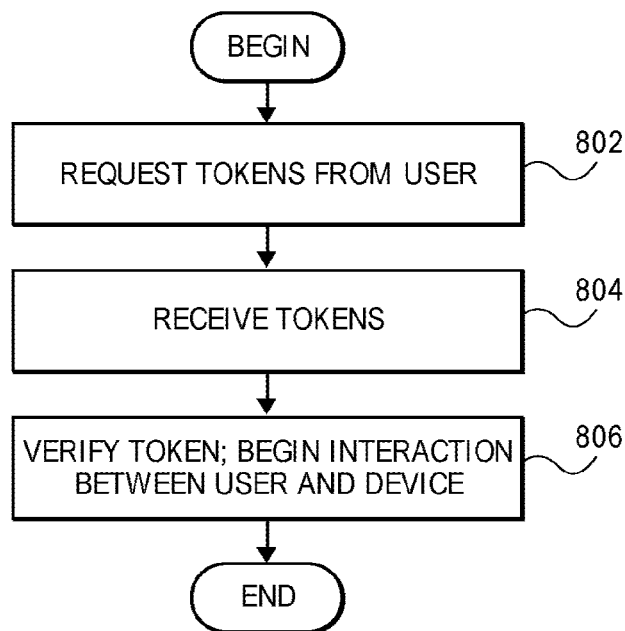 BEGIN
REQUEST TOKENS FROM USER
802
RECEIVE TOKENS
804
VERIFY TOKEN; BEGIN INTERACTION
BETWEEN USER AND DEVICE
806
END